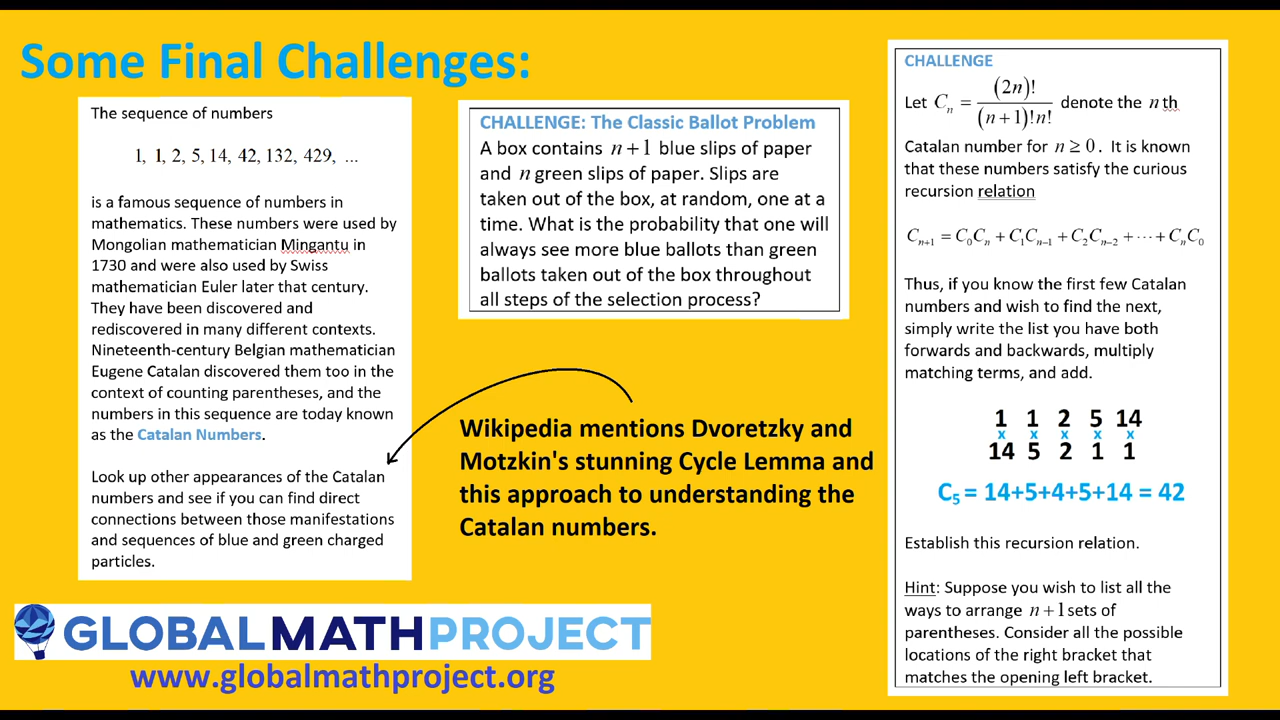 Some Final Challenges:
The sequence of numbers
1, 1, 2, 5, 14, 42, 132, 429, ...
is a famous sequence of numbers in
mathematics. These numbers were used by
Mongolian mathematician Mingantu in
1730 and were also used by Swiss
mathematician Euler later that century.
They have been discovered and
rediscovered in many different contexts.
Nineteenth-century Belgian mathematician
Eugene Catalan discovered them too in the
context of counting parentheses, and the
numbers in this sequence are today known
as the Catalan Numbers.
Look up other appearances of the Catalan
numbers and see if you can find direct
connections between those manifestations
and sequences of blue and green charged
particles.
CHALLENGE: The Classic Ballot Problem
A box contains n+1 blue slips of paper
and n green slips of paper. Slips are
taken out of the box, at random, one at a
time. What is the probability that one will
always see more blue ballots than green
ballots taken out of the box throughout
all steps of the selection process?
Wikipedia mentions Dvoretzky and
Motzkin's stunning Cycle Lemma and
this approach to understanding the
Catalan numbers.
CHALLENGE
Let Cₙ = (2n)! / (n+1)!n! denote the n th
Catalan number for n ≥ 0. It is known
that these numbers satisfy the curious
recursion relation
Cₙ₊₁ = C₀Cₙ + C₁Cₙ₋₁ + C₂Cₙ₋₂ + ⋯ + CₙC₀
Thus, if you know the first few Catalan
numbers and wish to find the next,
simply write the list you have both
forwards and backwards, multiply
matching terms, and add.
1 1 2 5 14
x x x x x
14 5 2 1 1
C₅ = 14+5+4+5+14 = 42
Establish this recursion relation.
Hint: Suppose you wish to list all the
ways to arrange n+1 sets of
parentheses. Consider all the possible
locations of the right bracket that
matches the opening left bracket.
GLOBALMATHPROJECT
www.globalmathproject.org